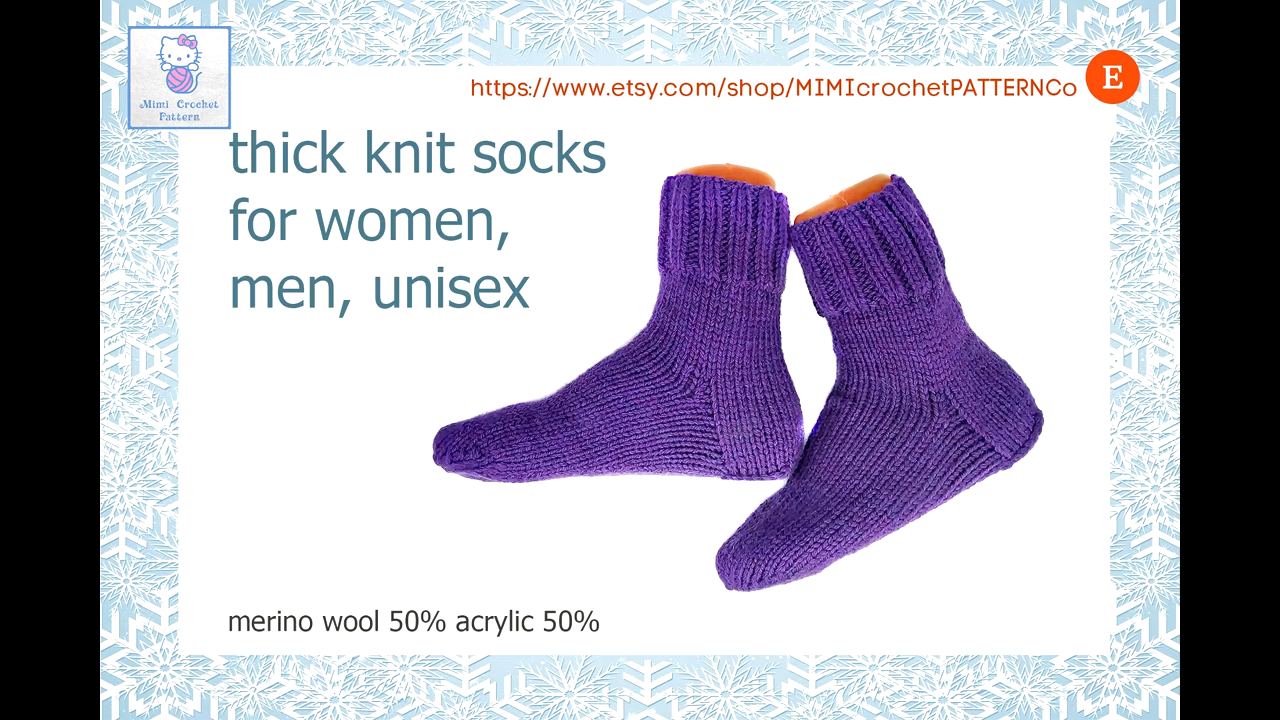 Mimi Crochet
Pattern
https://www.etsy.com/shop/MIMIcrochetPATTERNCo
E
thick knit socks
for women,
men, unisex
merino wool 50% acrylic 50%